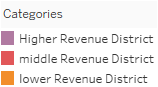 Categories
Higher Revenue District
middle Revenue District
lower Revenue District